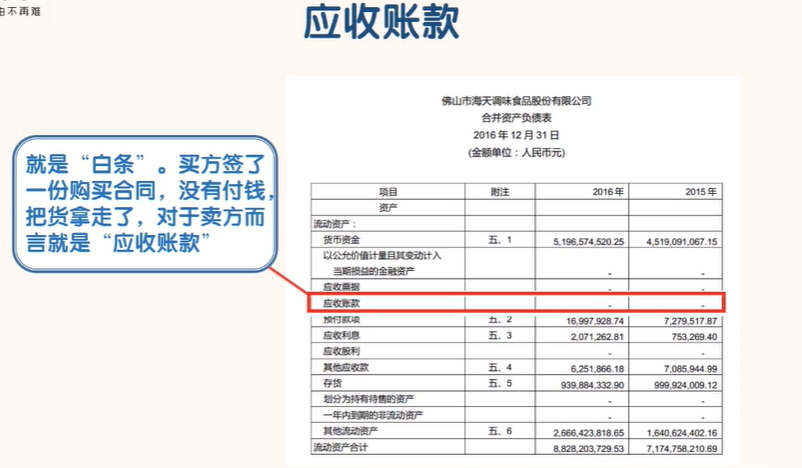 由不再难
应收账款
就是“白条”。买方签了
一份购买合同，没有付钱，
把货拿走了，对于卖方而
言就是“应收账款”
佛山市海天调味食品股份有限公司
合并资产负债表
2016 年 12 月 31 日
(金额单位：人民币元)
项目 附注 2016 年 2015 年
资产
流动资产：
货币资金 五、1 5,196,574,520.25 4,519,091,067.15
以公允价值计量且其变动计入
当期损益的金融资产 - -
应收票据 - -
应收账款 - -
预付款项 五、2 16,997,928.74 7,279,517.87
应收利息 五、3 2,071,262.81 753,269.40
应收股利 - -
其他应收款 五、4 6,251,866.18 7,085,944.99
存货 五、5 939,884,332.90 999,924,009.12
划分为持有待售的资产 - -
一年内到期的非流动资产 - -
其他流动资产 五、6 2,666,423,818.65 1,640,624,402.16
流动资产合计 8,828,203,729.53 7,174,758,210.69